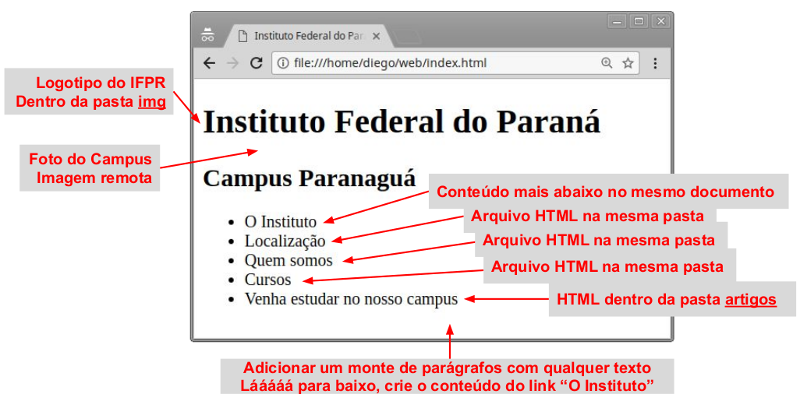 Instituto Federal do Par
file:///home/diego/web/index.html
Logotipo do IFPR
Dentro da pasta img
Instituto Federal do Paraná
Foto do Campus
Imagem remota
Campus Paranaguá
Conteúdo mais abaixo no mesmo documento
O Instituto
Arquivo HTML na mesma pasta
Localização
Arquivo HTML na mesma pasta
Quem somos
Arquivo HTML na mesma pasta
Cursos
HTML dentro da pasta artigos
Venha estudar no nosso campus
Adicionar um monte de parágrafos com qualquer texto
Lááááá para baixo, crie o conteúdo do link “O Instituto”